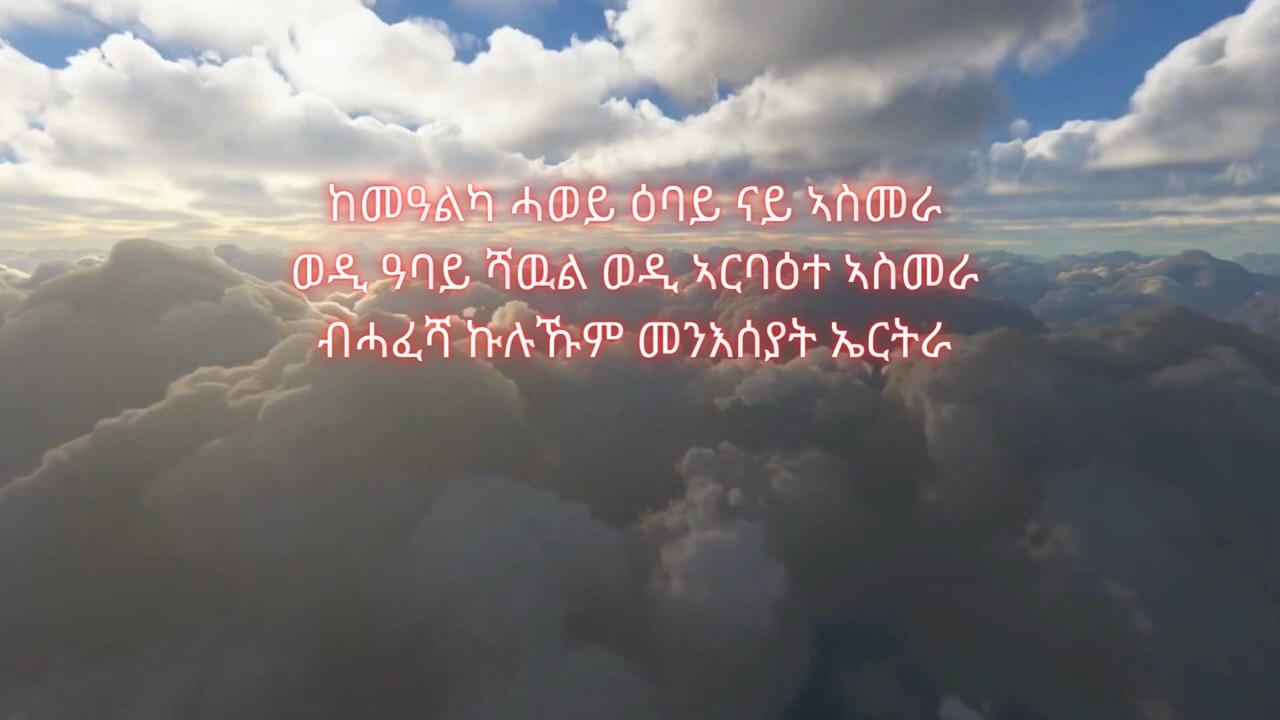 ከመዓልካ ሓወይ ዕባይ ናይ ኣስመራ
ወዲ ዓባይ ሻዉል ወዲ ኣርባዕተ ኣስመራ
ብሓፈሻ ኩሉኹም መንእሰያት ኤርትራ